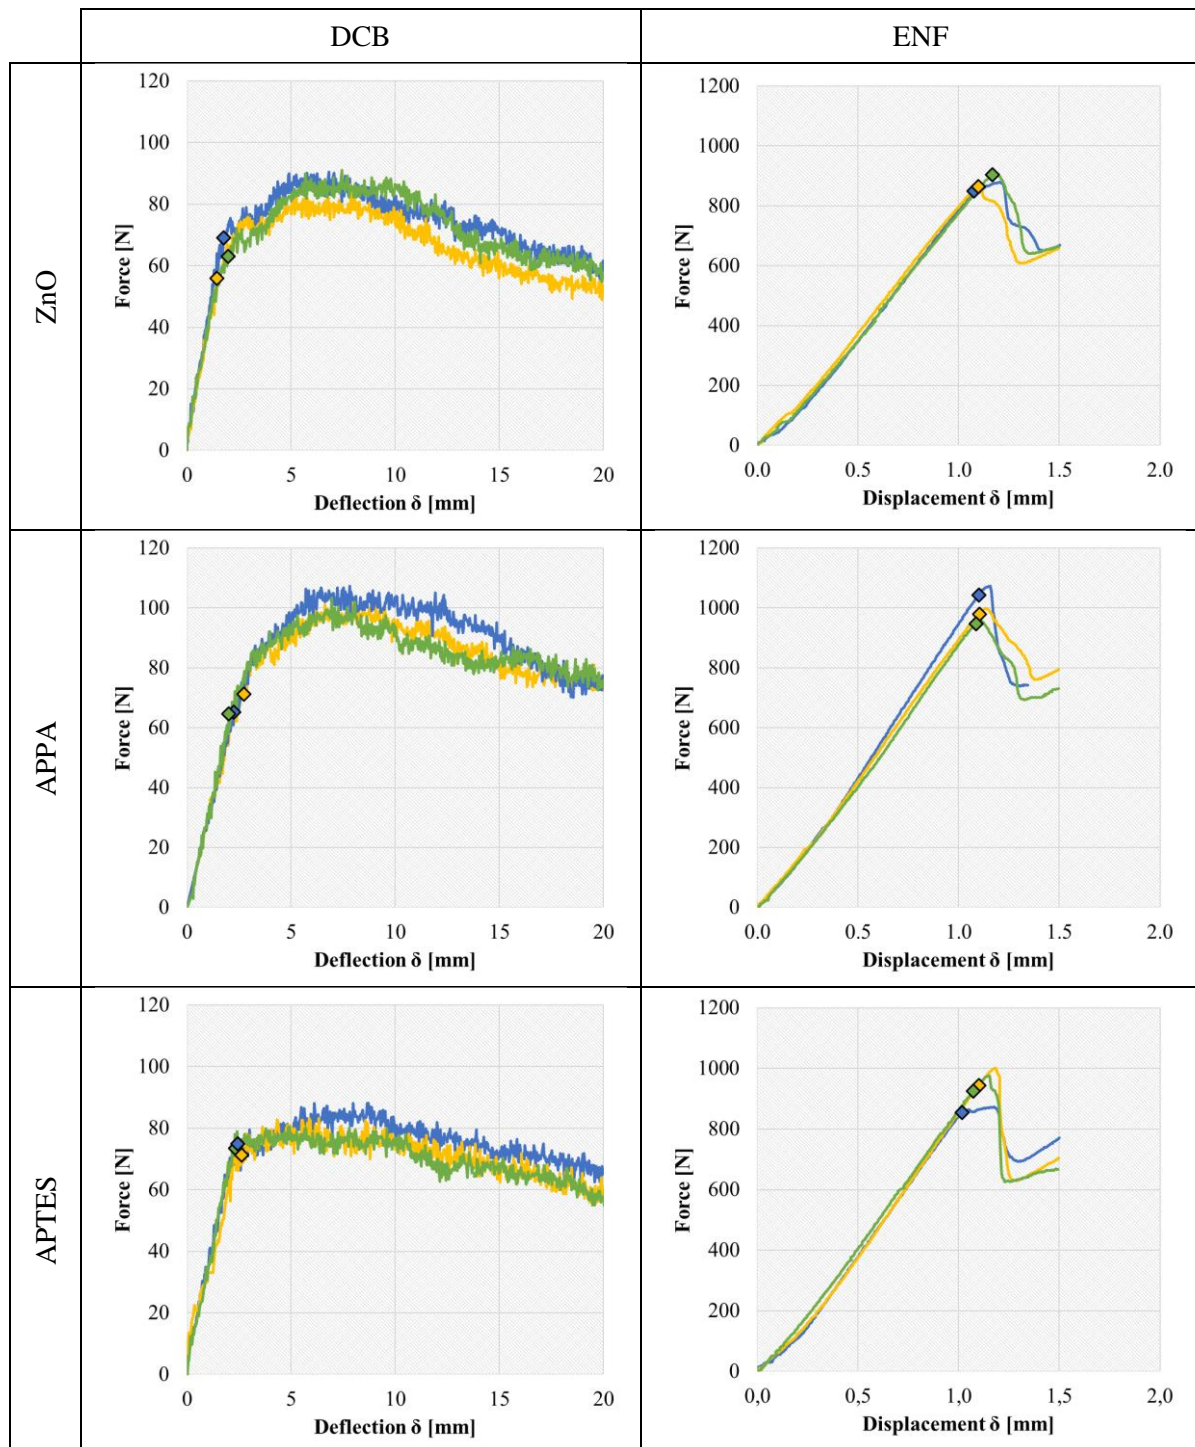 DCB
ENF
ZnO
120
100
80
60
40
20
0
Force [N]
0 5 10 15 20
Deflection δ [mm]
1200
1000
800
600
400
200
0
Force [N]
0.0 0.5 1.0 1.5 2.0
Displacement δ [mm]
APPA
120
100
80
60
40
20
0
Force [N]
0 5 10 15 20
Deflection δ [mm]
1200
1000
800
600
400
200
0
Force [N]
0.0 0.5 1.0 1.5 2.0
Displacement δ [mm]
APTES
120
100
80
60
40
20
0
Force [N]
0 5 10 15 20
Deflection δ [mm]
1200
1000
800
600
400
200
0
Force [N]
0,0 0,5 1,0 1,5 2,0
Displacement δ [mm]